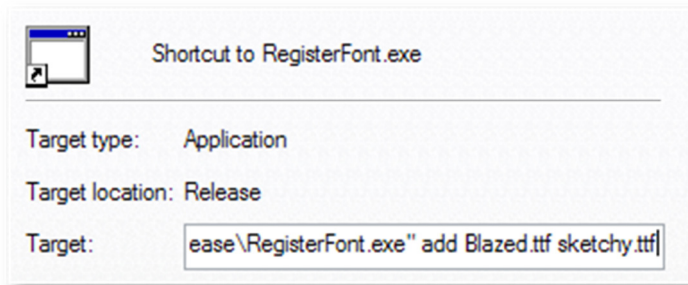 Shortcut to RegisterFont.exe
Target type: Application
Target location: Release
Target: ease\RegisterFont.exe" add Blazed.ttf sketchy.ttf